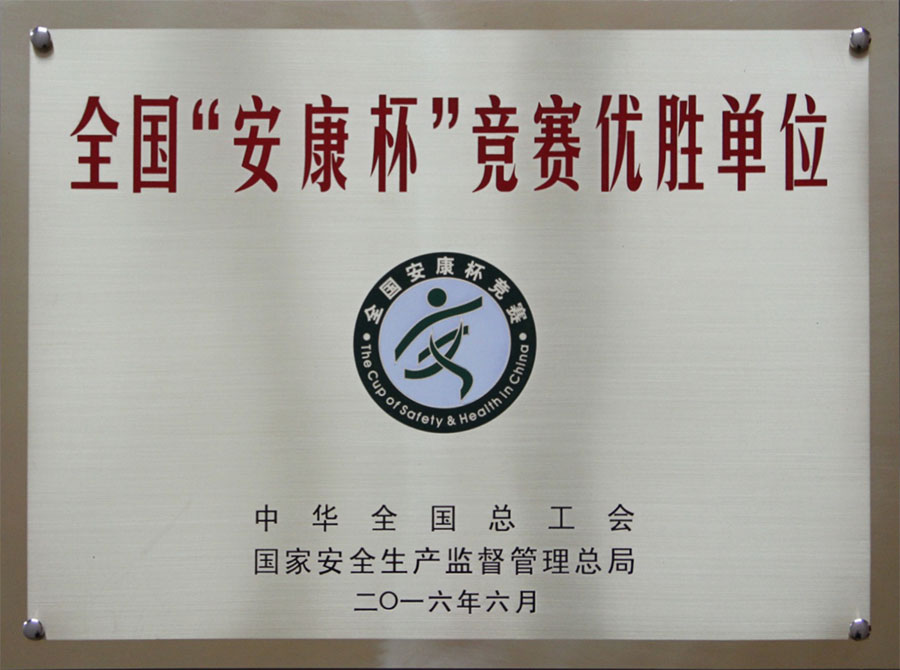 全国“安康杯”竞赛优胜单位
全国安康杯竞赛
The Cup of Safety & Health in China
中华全国总工会
国家安全生产监督管理总局
二〇一六年六月